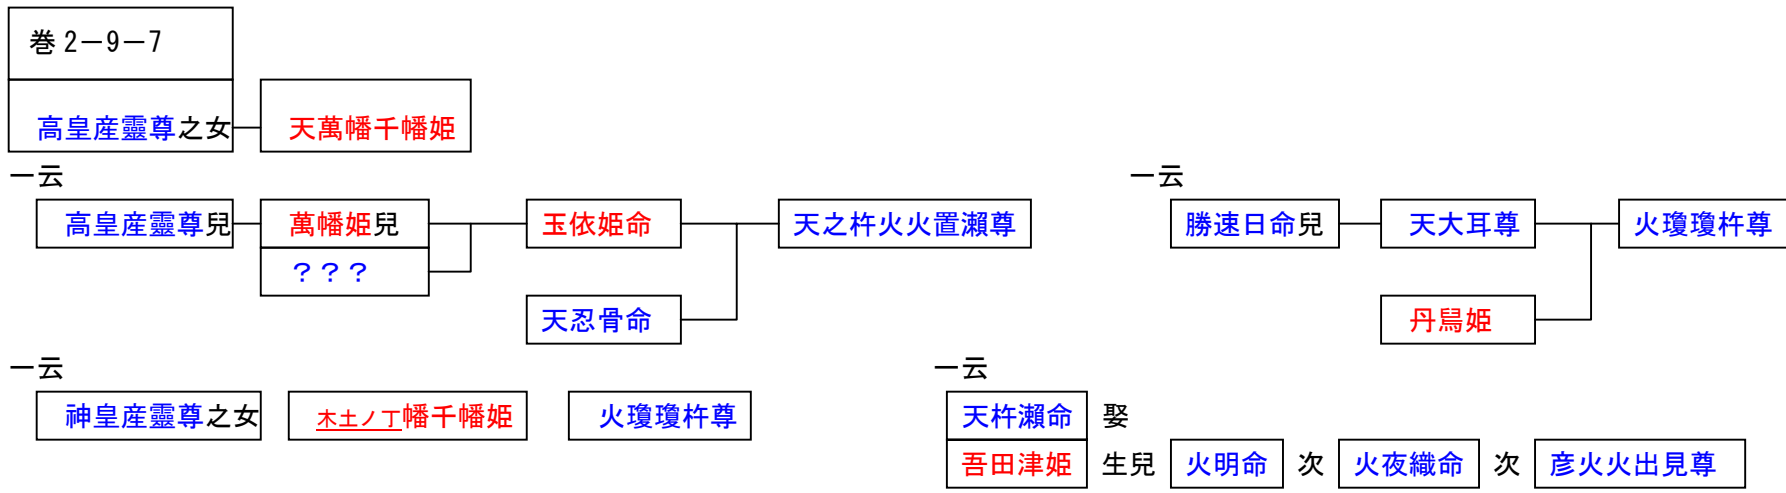 巻2-9-7
高皇産靈尊之女 天萬幡千幡姫
一云 一云
高皇産靈尊兒 萬幡姫兒 玉依姫命 天之杵火火置瀬尊 勝速日命兒 天大耳尊 火瓊瓊杵尊
???
天忍骨命 丹舄姫
一云 一云
神皇産靈尊之女 木土ノ丁幡千幡姫 火瓊瓊杵尊 天杵瀬命 娶
吾田津姫 生兒 火明命 次 火夜織命 次 彦火火出見尊